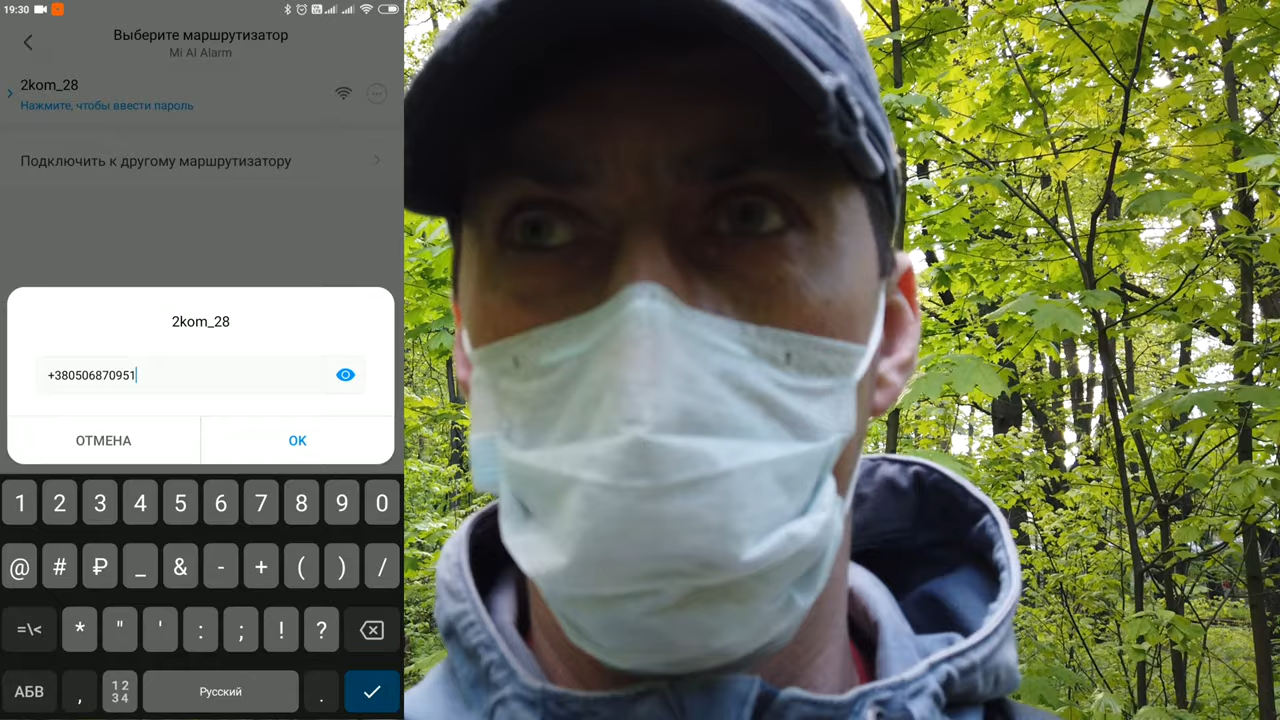 19:30
Выберите маршрутизатор
Mi AI Alarm
2kom_28
Нажмите, чтобы ввести пароль
Подключить к другому маршрутизатору
2kom_28
+380506870951
ОТМЕНА
OK
1 2 3 4 5 6 7 8 9 0
@ # ₽ _ & - + ( ) /
=\< * " ' : ; ! ?
АБВ , 12 34 Русский .